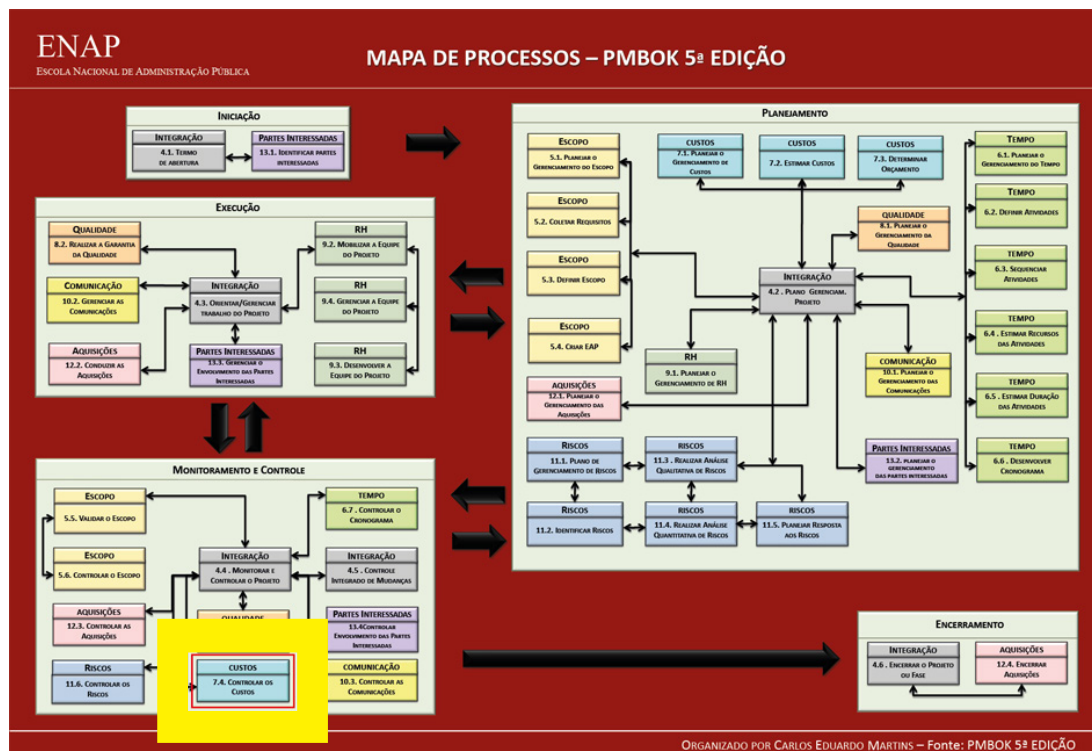 ENAP
ESCOLA NACIONAL DE ADMINISTRAÇÃO PÚBLICA
MAPA DE PROCESSOS – PMBOK 5ª EDIÇÃO
INICIAÇÃO
INTEGRAÇÃO
4.1. TERMO
DE ABERTURA
PARTES INTERESSADAS
13.1. IDENTIFICAR PARTES
INTERESSADAS
EXECUÇÃO
QUALIDADE
8.2. REALIZAR A GARANTIA
DA QUALIDADE
COMUNICAÇÃO
10.2. GERENCIAR AS
COMUNICAÇÕES
AQUISIÇÕES
12.2. CONDUZIR AS
AQUISIÇÕES
INTEGRAÇÃO
4.3. ORIENTAR/GERENCIAR
TRABALHO DO PROJETO
PARTES INTERESSADAS
13.3. GERENCIAR O
ENVOLVIMENTO DAS PARTES
INTERESSADAS
RH
9.2. MOBILIZAR A EQUIPE
DO PROJETO
RH
9.4. GERENCIAR A EQUIPE
DO PROJETO
RH
9.3. DESENVOLVER A
EQUIPE DO PROJETO
PLANEJAMENTO
ESCOPO
5.1. PLANEJAR O
GERENCIAMENTO DO ESCOPO
ESCOPO
5.2. COLETAR REQUISITOS
ESCOPO
5.3. DEFINIR ESCOPO
ESCOPO
5.4. CRIAR EAP
CUSTOS
7.1. PLANEJAR O
GERENCIAMENTO DE
CUSTOS
CUSTOS
7.2. ESTIMAR CUSTOS
CUSTOS
7.3. DETERMINAR
ORÇAMENTO
QUALIDADE
8.1. PLANEJAR O
GERENCIAMENTO DA
QUALIDADE
INTEGRAÇÃO
4.2 . PLANO GERENCIAM.
PROJETO
RH
9.1. PLANEJAR O
GERENCIAMENTO DE RH
COMUNICAÇÃO
10.1. PLANEJAR O
GERENCIAMENTO DAS
COMUNICAÇÕES
AQUISIÇÕES
12.1. PLANEJAR O
GERENCIAMENTO DAS
AQUISIÇÕES
PARTES INTERESSADAS
13.2. PLANEJAR O
GERENCIAMENTO
DAS PARTES INTERESSADAS
TEMPO
6.1. PLANEJAR O
GERENCIAMENTO DO TEMPO
TEMPO
6.2. DEFINIR ATIVIDADES
TEMPO
6.3. SEQUENCIAR
ATIVIDADES
TEMPO
6.4 . ESTIMAR RECURSOS
DAS ATIVIDADES
TEMPO
6.5 . ESTIMAR DURAÇÃO
DAS ATIVIDADES
TEMPO
6.6 . DESENVOLVER
CRONOGRAMA
RISCOS
11.1. PLANO DE
GERENCIAMENTO DE RISCOS
RISCOS
11.3 . REALIZAR ANÁLISE
QUALITATIVA DE RISCOS
RISCOS
11.2. IDENTIFICAR RISCOS
RISCOS
11.4. REALIZAR ANÁLISE
QUANTITATIVA DE RISCOS
RISCOS
11.5. PLANEJAR RESPOSTA
AOS RISCOS
MONITORAMENTO E CONTROLE
ESCOPO
5.5. VALIDAR O ESCOPO
ESCOPO
5.6. CONTROLAR O ESCOPO
AQUISIÇÕES
12.3. CONTROLAR AS
AQUISIÇÕES
RISCOS
11.6. CONTROLAR OS
RISCOS
INTEGRAÇÃO
4.4 . MONITORAR E
CONTROLAR O PROJETO
QUALIDADE
CUSTOS
7.4. CONTROLAR OS
CUSTOS
TEMPO
6.7 . CONTROLAR O
CRONOGRAMA
INTEGRAÇÃO
4.5 . CONTROLE
INTEGRADO DE MUDANÇAS
PARTES INTERESSADAS
13.4CONTROLAR
ENVOLVIMENTO DAS PARTES
INTERESSADAS
COMUNICAÇÃO
10.3. CONTROLAR AS
COMUNICAÇÕES
ENCERRAMENTO
INTEGRAÇÃO
4.6 . ENCERRAR O PROJETO
OU FASE
AQUISIÇÕES
12.4. ENCERRAR
AQUISIÇÕES
ORGANIZADO POR CARLOS EDUARDO MARTINS – FONTE: PMBOK 5ª EDIÇÃO